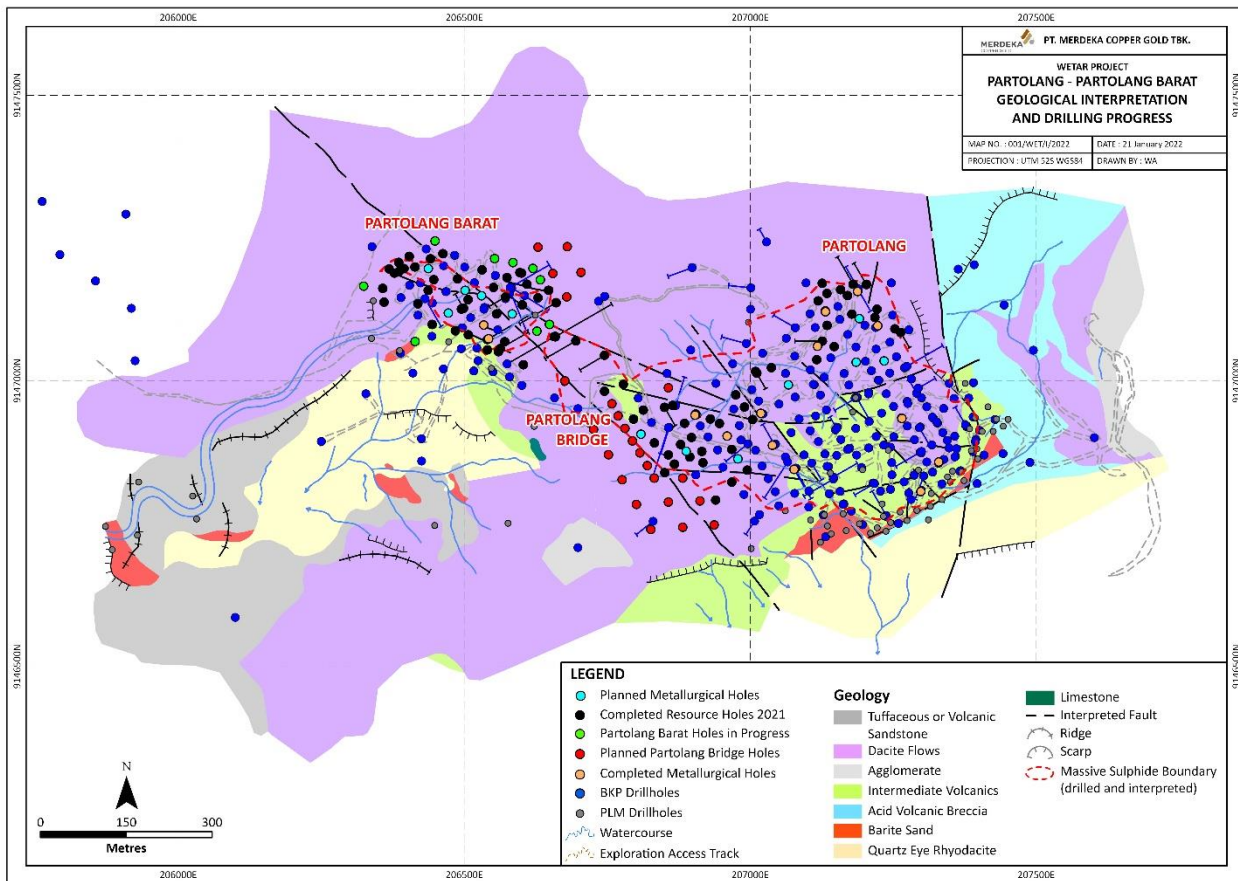 206000E
206500E
207000E
207500E
MERDEKA
PT. MERDEKA COPPER GOLD TBK.
WETAR PROJECT
PARTOLANG - PARTOLANG BARAT
GEOLOGICAL INTERPRETATION
AND DRILLING PROGRESS
MAP NO. : 001/WET/I/2022
DATE : 21 January 2022
PROJECTION : UTM 52S WGS84
DRAWN BY : WA
9147500N
9147500N
PARTOLANG BARAT
PARTOLANG
9147000N
9147000N
PARTOLANG
BRIDGE
9146500N
9146500N
LEGEND
Planned Metallurgical Holes
Completed Resource Holes 2021
Partolang Barat Holes in Progress
Planned Partolang Bridge Holes
Completed Metallurgical Holes
BKP Drillholes
PLM Drillholes
Watercourse
Exploration Access Track
Geology
Tuffaceous or Volcanic
Sandstone
Dacite Flows
Agglomerate
Intermediate Volcanics
Acid Volcanic Breccia
Barite Sand
Quartz Eye Rhyodacite
Limestone
Interpreted Fault
Ridge
Scarp
Massive Sulphide Boundary
(drilled and interpreted)
N
0
150
300
Metres
206000E
206500E
207000E
207500E